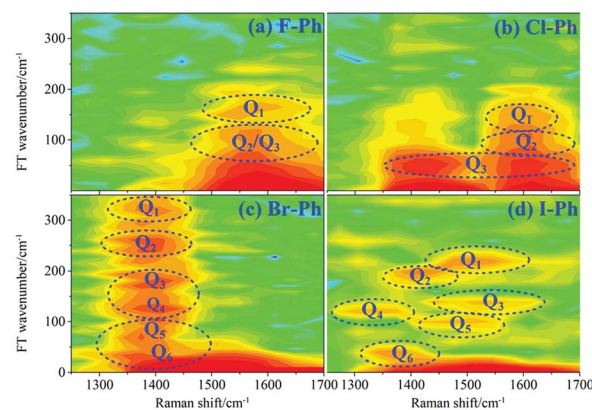 (a) F-Ph
(b) Cl-Ph
FT wavenumber/cm⁻¹
300
200
100
0
Q₁
Q₂/Q₃
Q₁
Q₂
Q₃
(c) Br-Ph
(d) I-Ph
FT wavenumber/cm⁻¹
300
200
100
0
Q₁
Q₂
Q₃
Q₄
Q₅
Q₆
Q₁
Q₂
Q₃
Q₄
Q₅
Q₆
1300 1400 1500 1600 1700
1300 1400 1500 1600 1700
Raman shift/cm⁻¹
Raman shift/cm⁻¹